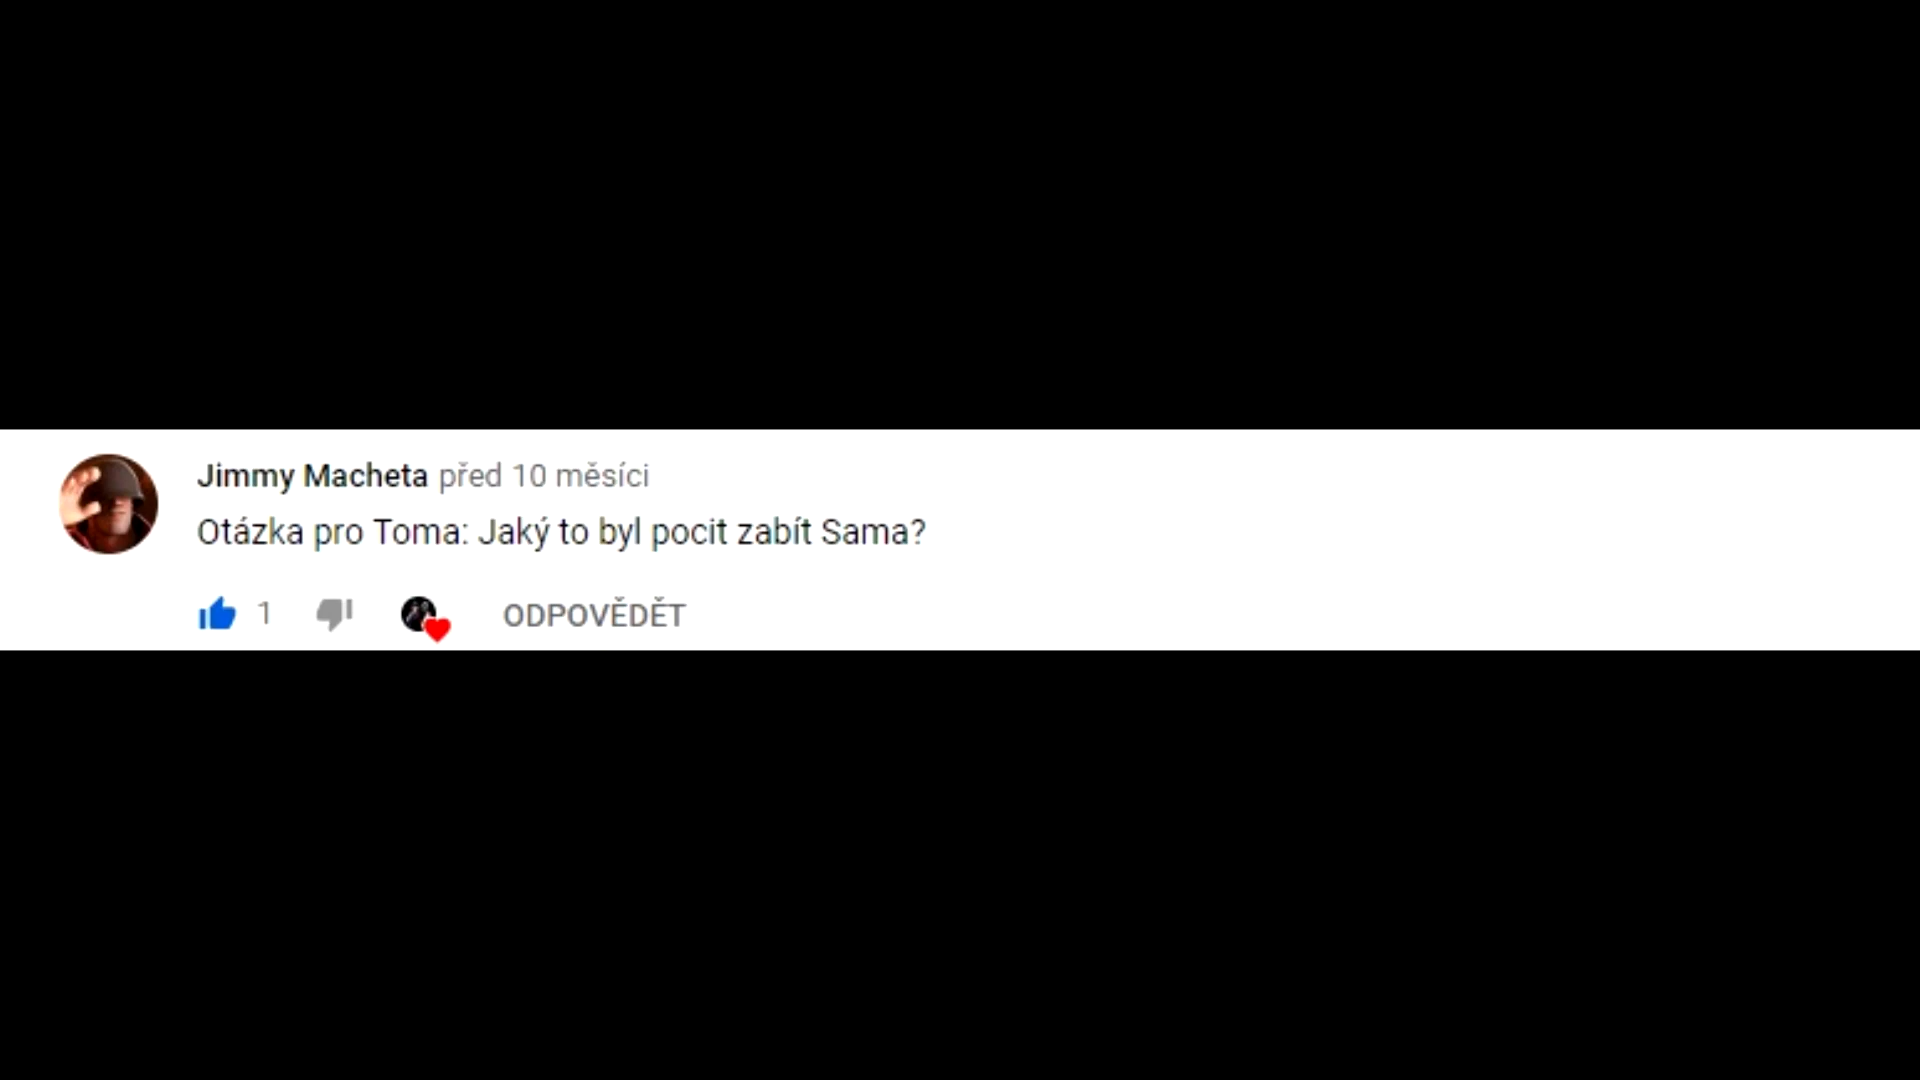 Jimmy Macheta před 10 měsíci
Otázka pro Toma: Jaký to byl pocit zabít Sama?
1 ODPOVĚDĚT